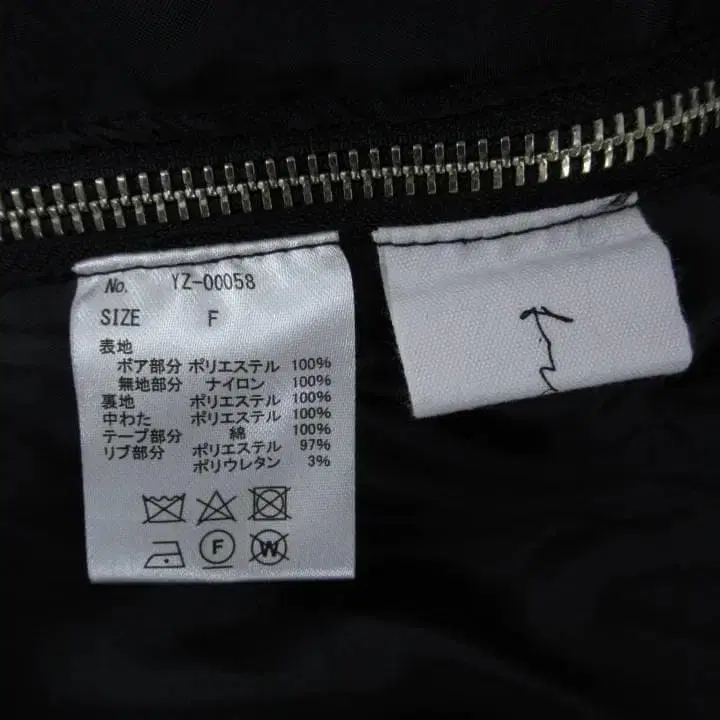 No. YZ-00058
SIZE F
表地
ボア部分 ポリエステル 100%
無地部分 ナイロン 100%
裏地 ポリエステル 100%
中わた ポリエステル 100%
テープ部分 綿 100%
リブ部分 ポリエステル 97%
ポリウレタン 3%
F
W